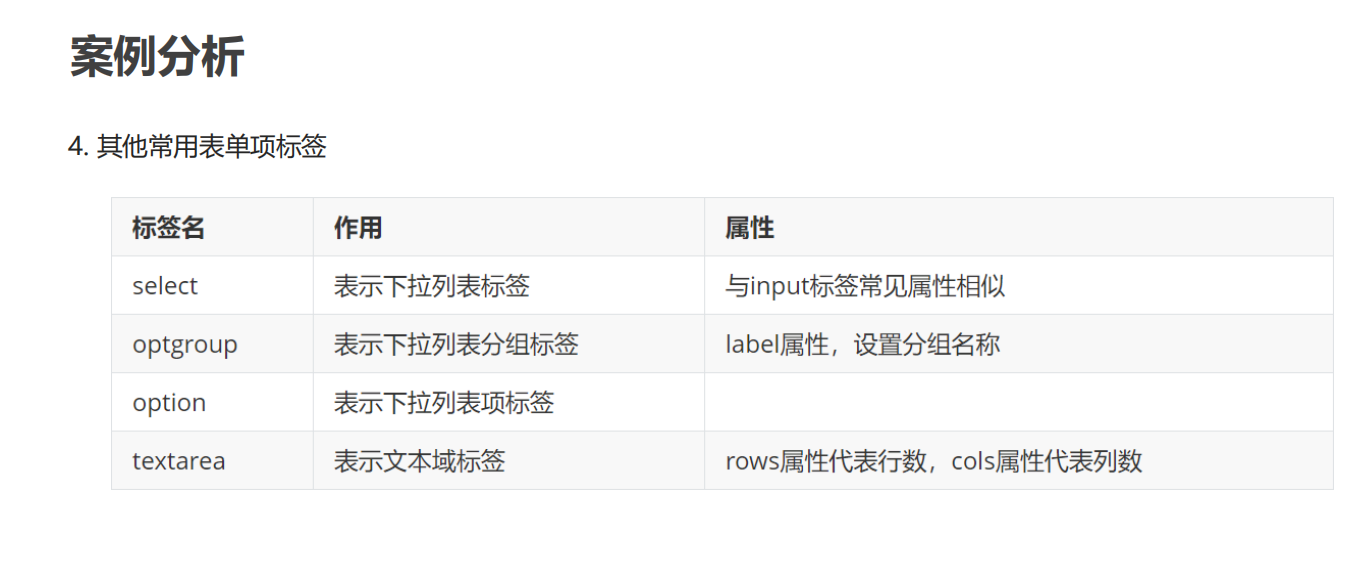 案例分析
4. 其他常用表单项标签
标签名 作用 属性
select 表示下拉列表标签 与input标签常见属性相似
optgroup 表示下拉列表分组标签 label属性，设置分组名称
option 表示下拉列表项标签
textarea 表示文本域标签 rows属性代表行数，cols属性代表列数